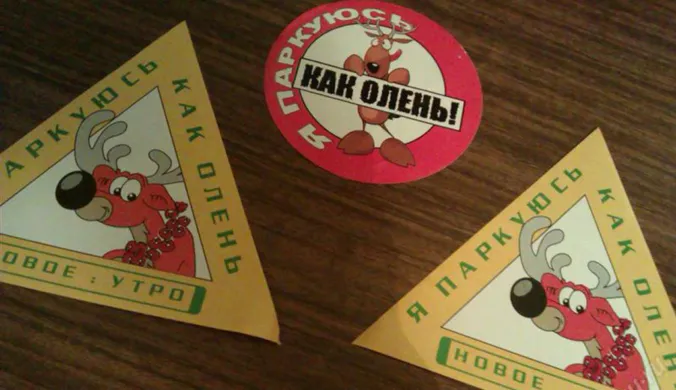 Я ПАРКУЮСЬ
КАК ОЛЕНЬ!
ПАРКУЮСЬ
КАК ОЛЕНЬ
НОВОЕ : УТРО
Я ПАРКУЮСЬ
КАК ОЛЕНЬ
НОВОЕ